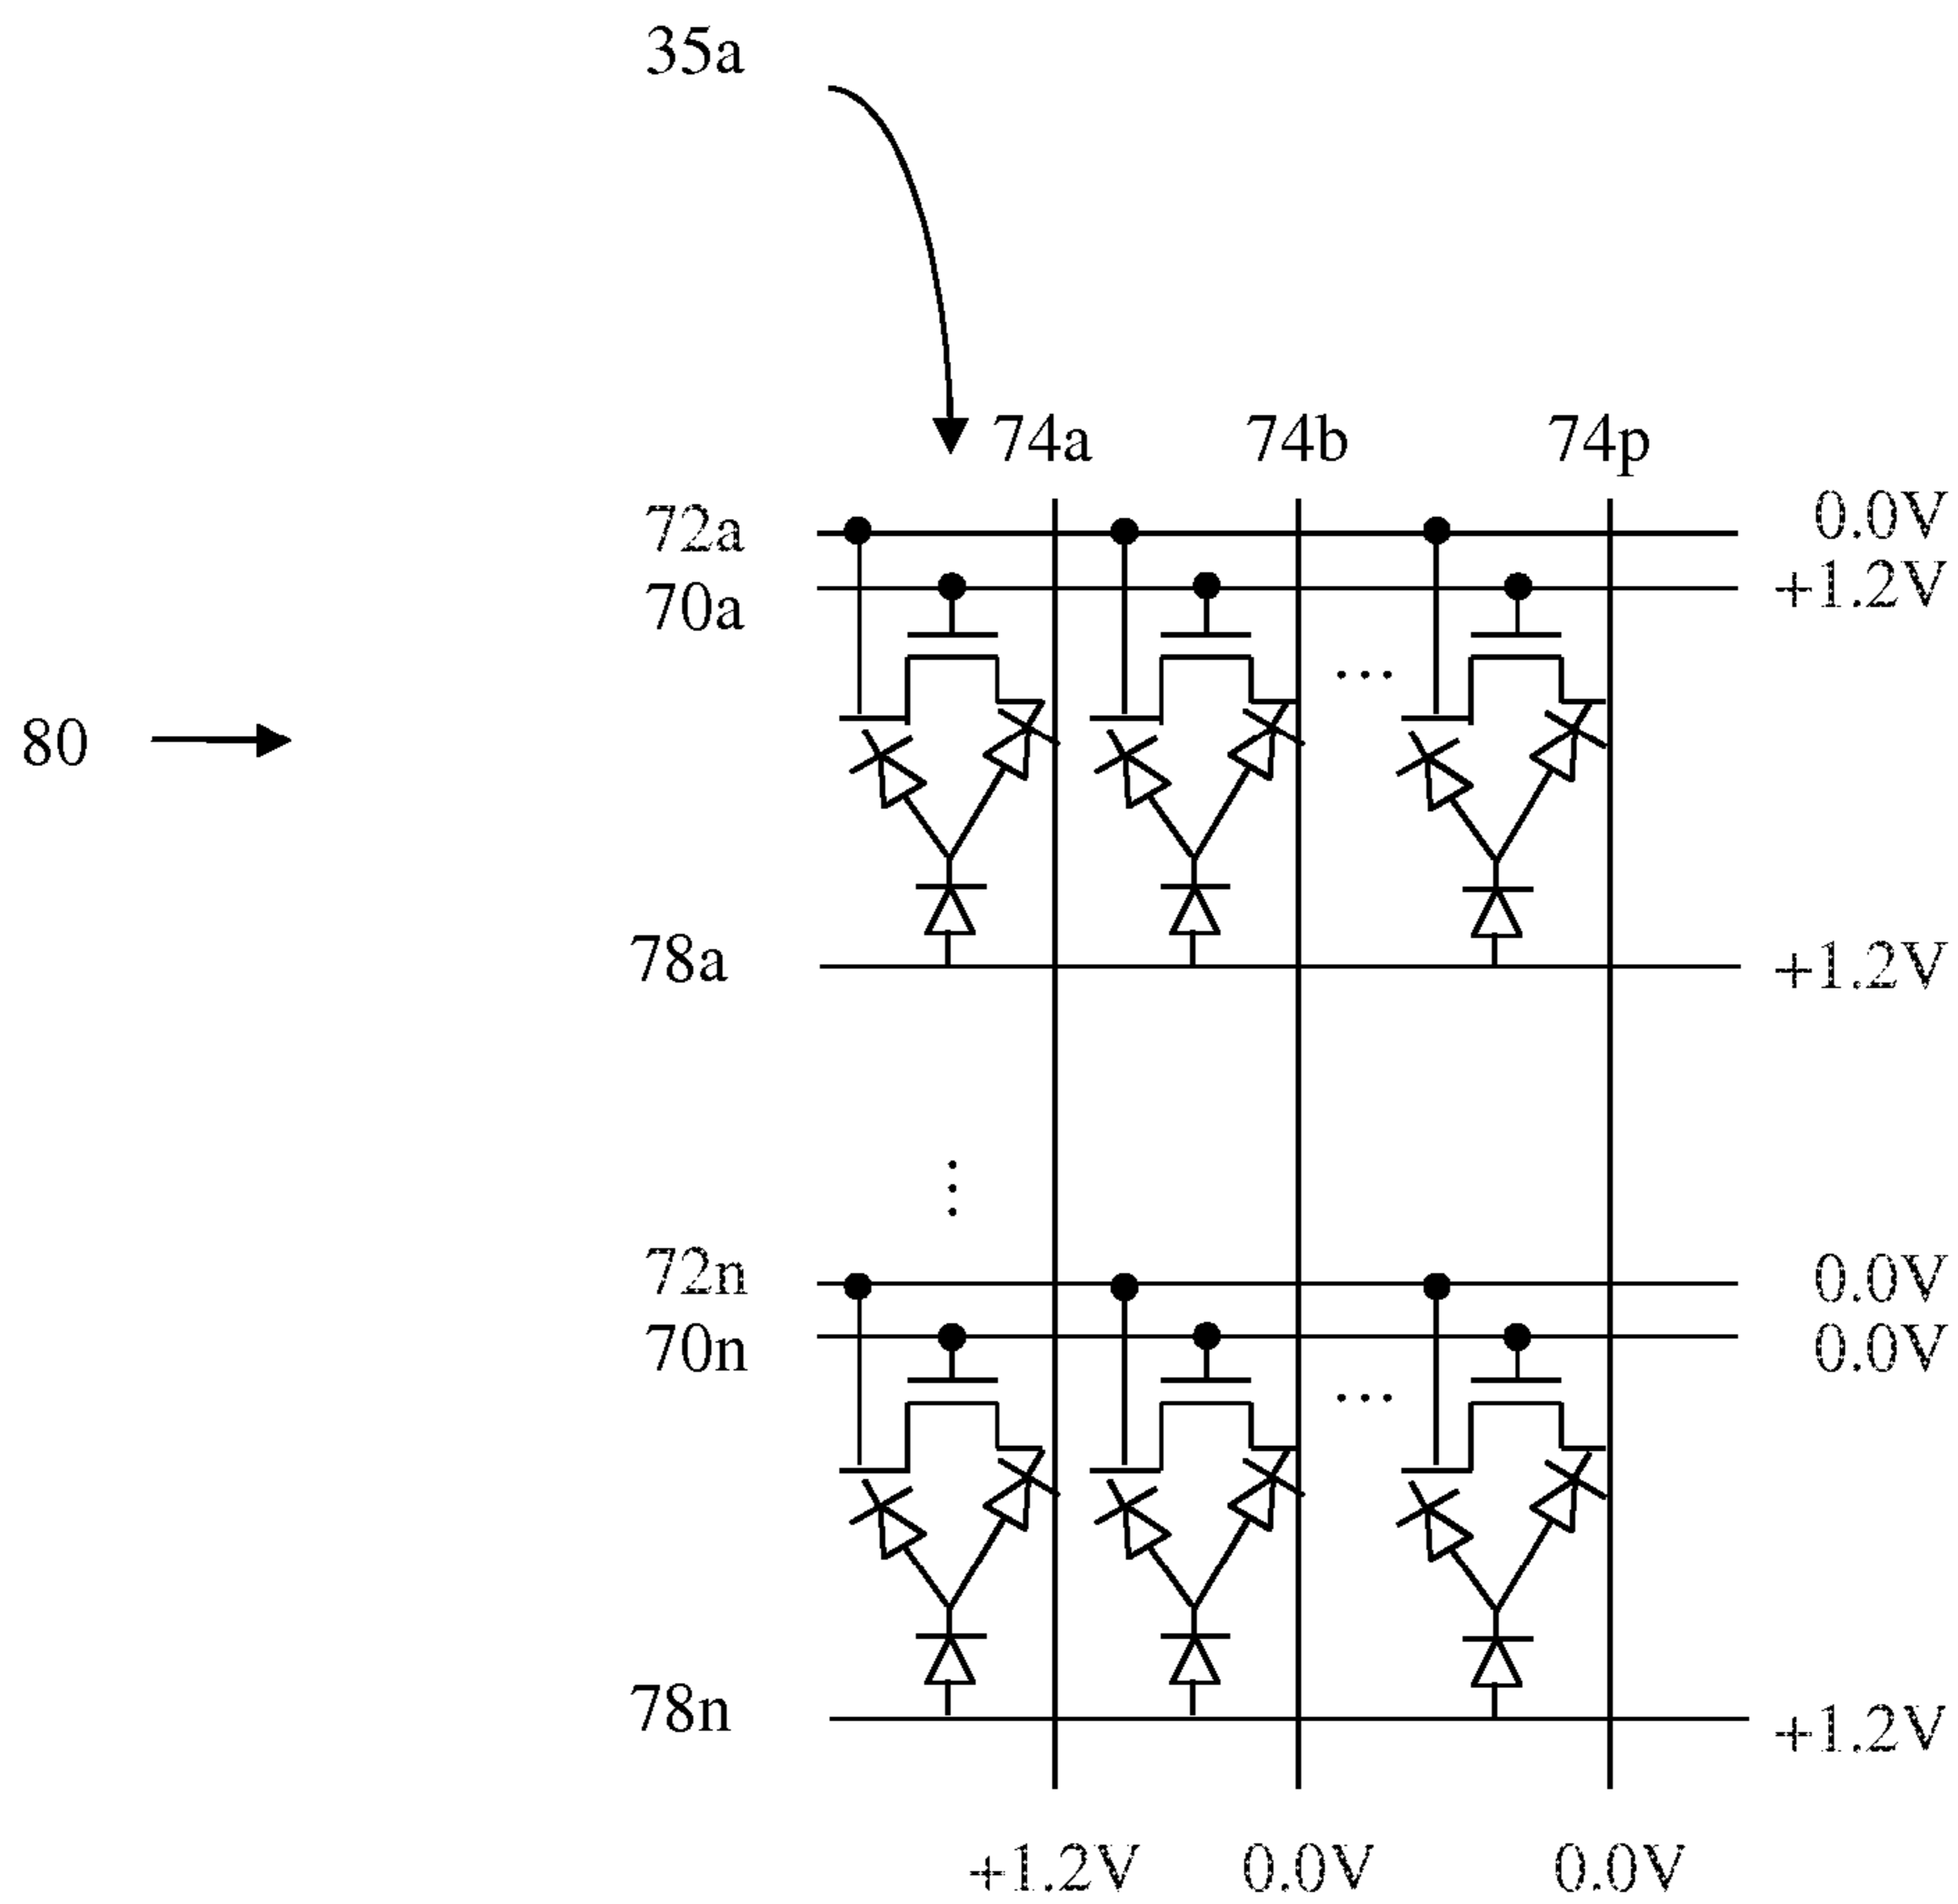 35a
74a 74b 74p
72a 0.0V
70a +1.2V
...
80
78a +1.2V
72n 0.0V
70n 0.0V
...
78n +1.2V
+1.2V 0.0V 0.0V